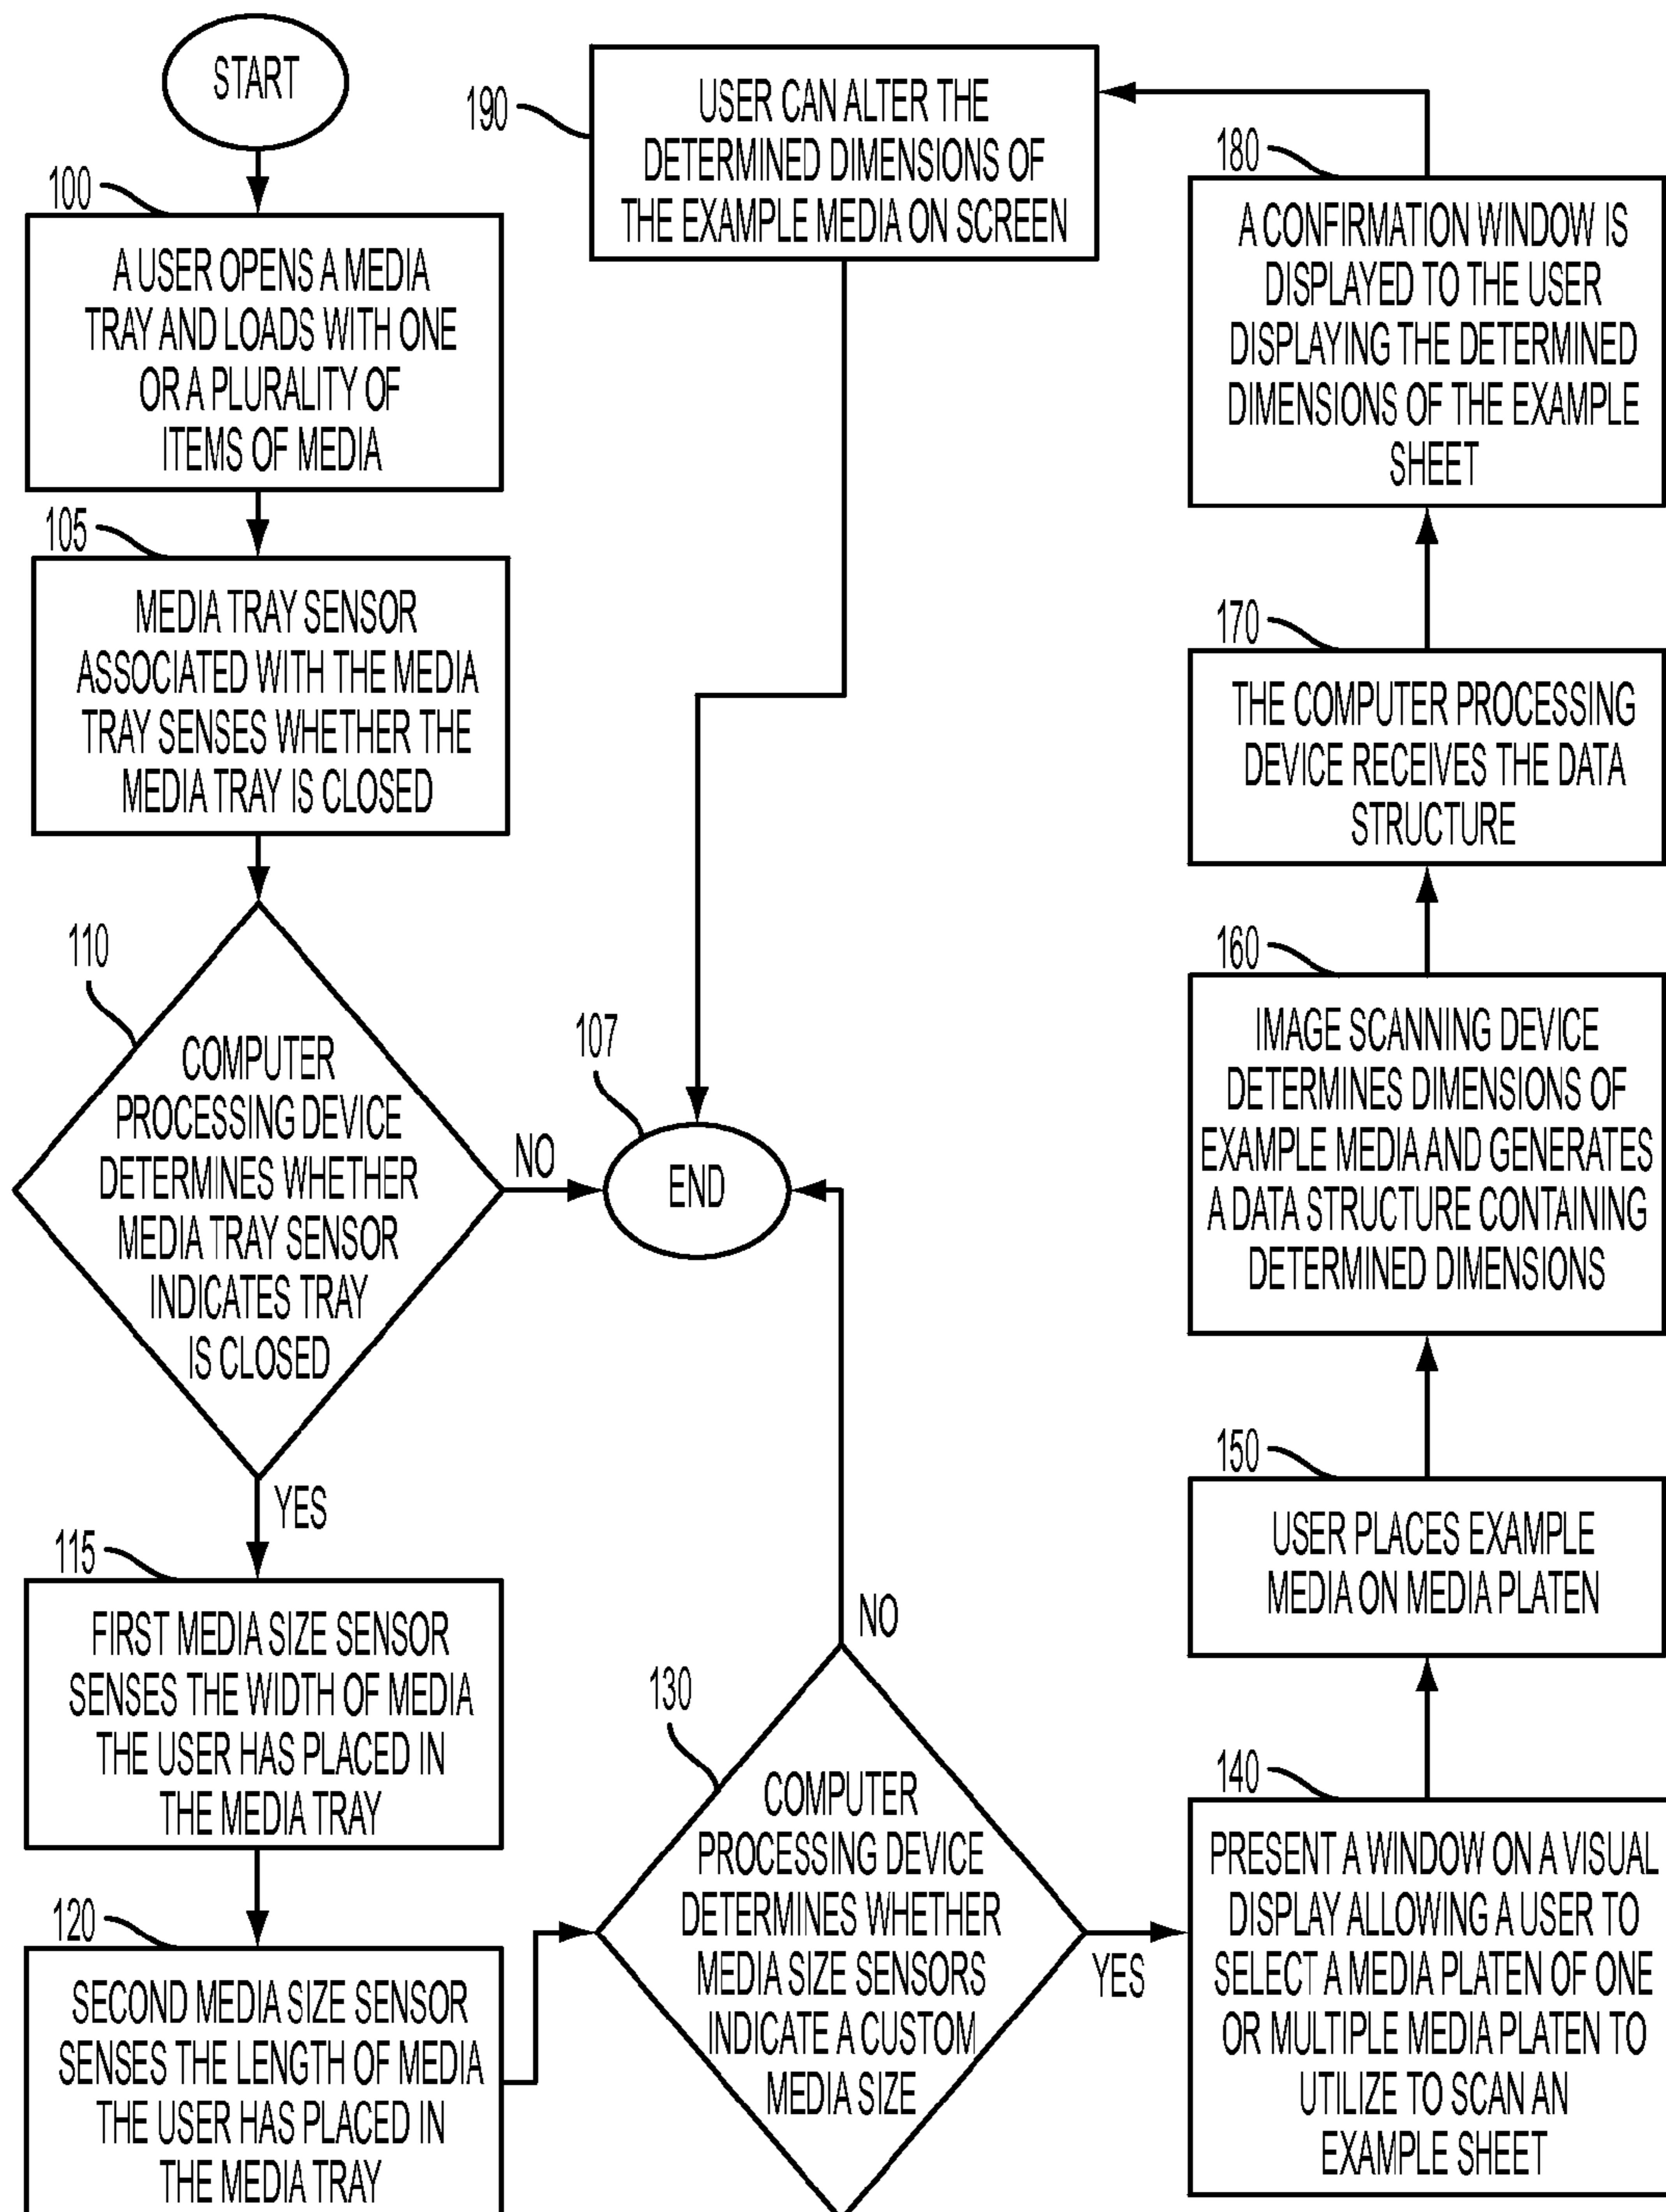 START
100
A USER OPENS A MEDIA
TRAY AND LOADS WITH ONE
OR A PLURALITY OF
ITEMS OF MEDIA
105
MEDIA TRAY SENSOR
ASSOCIATED WITH THE MEDIA
TRAY SENSES WHETHER THE
MEDIA TRAY IS CLOSED
110
COMPUTER
PROCESSING DEVICE
DETERMINES WHETHER
MEDIA TRAY SENSOR
INDICATES TRAY
IS CLOSED
NO
107
END
YES
115
FIRST MEDIA SIZE SENSOR
SENSES THE WIDTH OF MEDIA
THE USER HAS PLACED IN
THE MEDIA TRAY
120
SECOND MEDIA SIZE SENSOR
SENSES THE LENGTH OF MEDIA
THE USER HAS PLACED IN
THE MEDIA TRAY
130
COMPUTER
PROCESSING DEVICE
DETERMINES WHETHER
MEDIA SIZE SENSORS
INDICATE A CUSTOM
MEDIA SIZE
NO
YES
140
PRESENT A WINDOW ON A VISUAL
DISPLAY ALLOWING A USER TO
SELECT A MEDIA PLATEN OF ONE
OR MULTIPLE MEDIA PLATEN TO
UTILIZE TO SCAN AN
EXAMPLE SHEET
150
USER PLACES EXAMPLE
MEDIA ON MEDIA PLATEN
160
IMAGE SCANNING DEVICE
DETERMINES DIMENSIONS OF
EXAMPLE MEDIA AND GENERATES
A DATA STRUCTURE CONTAINING
DETERMINED DIMENSIONS
170
THE COMPUTER PROCESSING
DEVICE RECEIVES THE DATA
STRUCTURE
180
A CONFIRMATION WINDOW IS
DISPLAYED TO THE USER
DISPLAYING THE DETERMINED
DIMENSIONS OF THE EXAMPLE
SHEET
190
USER CAN ALTER THE
DETERMINED DIMENSIONS OF
THE EXAMPLE MEDIA ON SCREEN